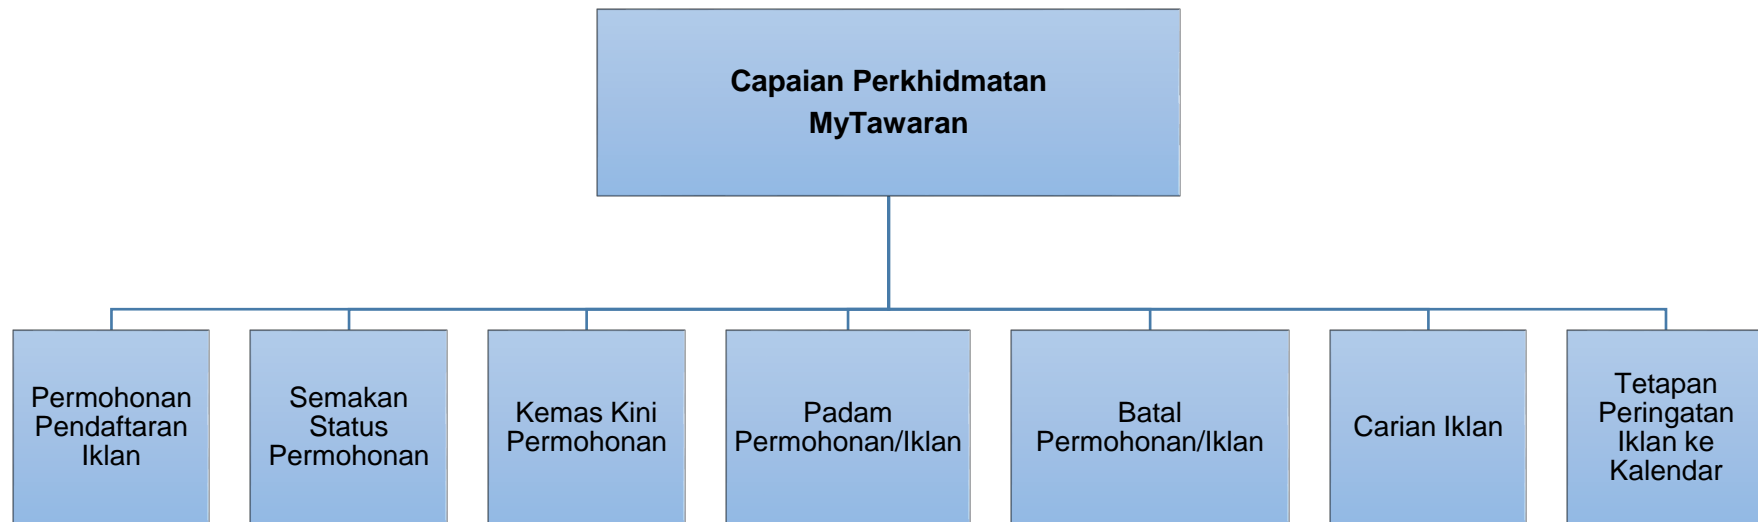 Capaian Perkhidmatan
MyTawaran
Permohonan
Pendaftaran
Iklan
Semakan
Status
Permohonan
Kemas Kini
Permohonan
Padam
Permohonan/Iklan
Batal
Permohonan/Iklan
Carian Iklan
Tetapan
Peringatan
Iklan ke
Kalendar